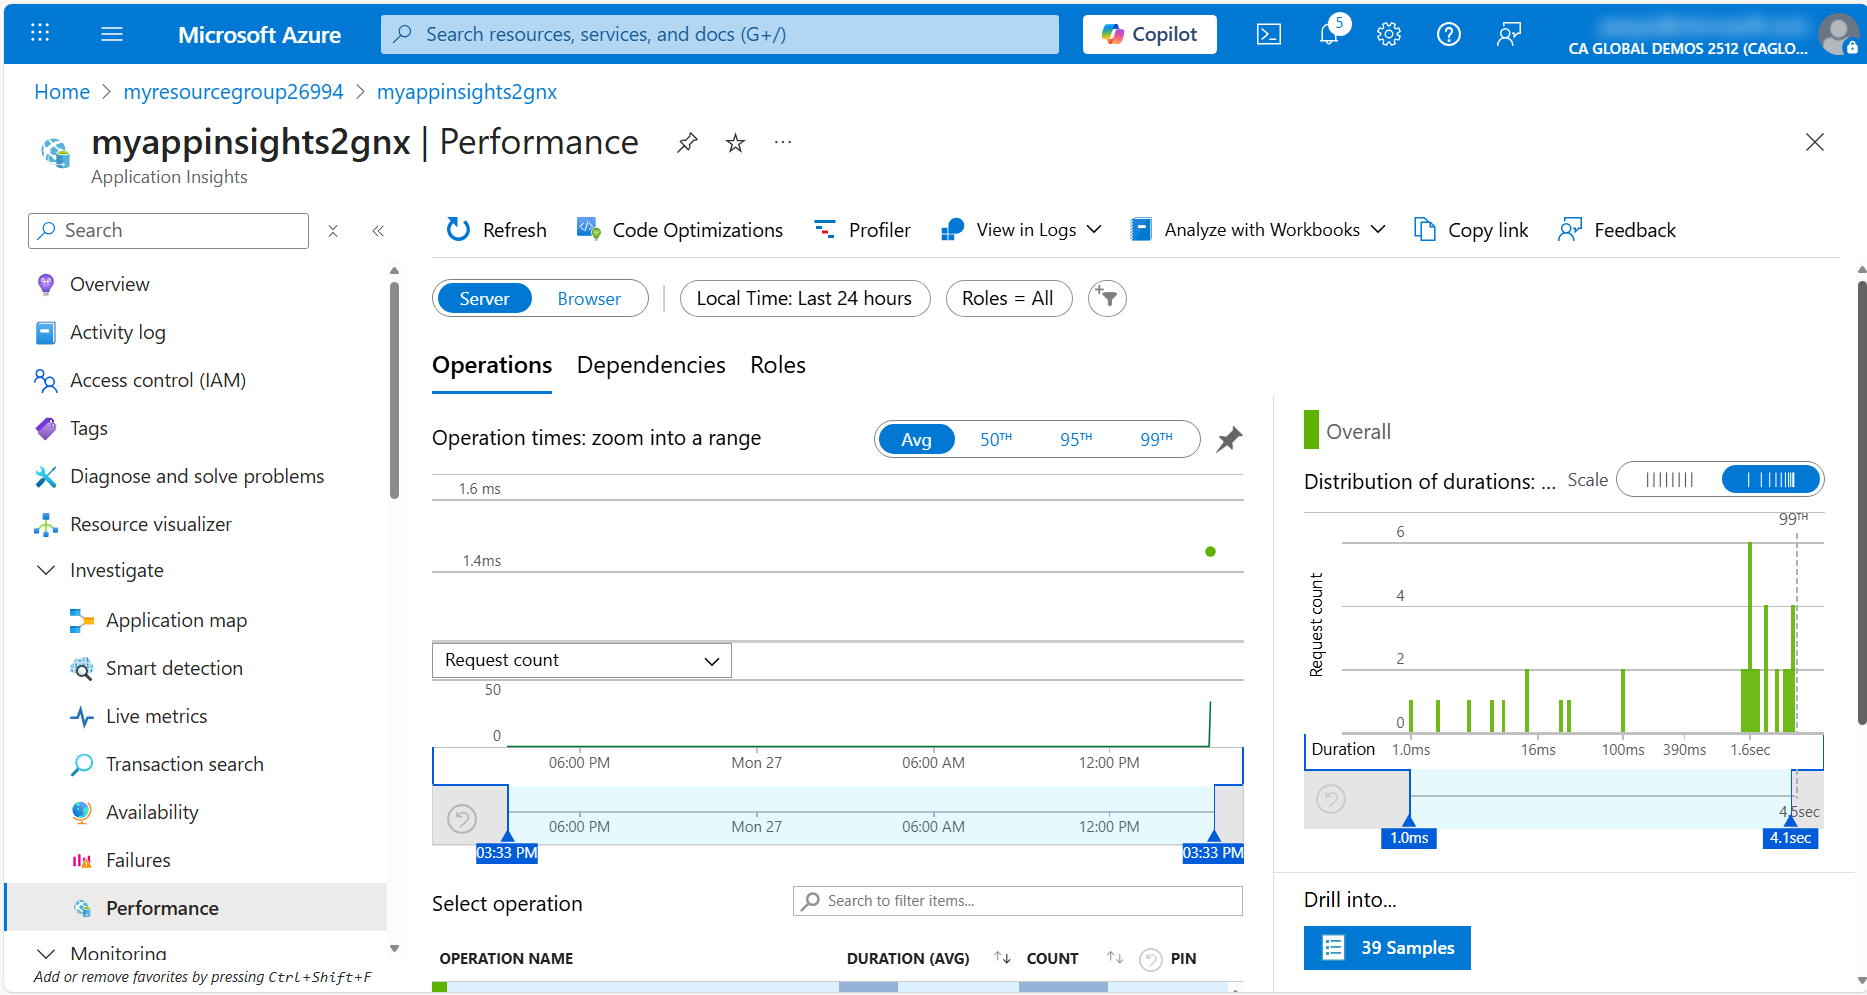 Microsoft Azure
Search resources, services, and docs (G+/)
Copilot
5
CA GLOBAL DEMOS 2512 (CAGLO...
Home > myresourcegroup26994 > myappinsights2gnx
myappinsights2gnx | Performance
Application Insights
Search
Refresh
Code Optimizations
Profiler
View in Logs
Analyze with Workbooks
Copy link
Feedback
Overview
Activity log
Access control (IAM)
Tags
Diagnose and solve problems
Resource visualizer
Investigate
Application map
Smart detection
Live metrics
Transaction search
Availability
Failures
Performance
Monitoring
Add or remove favorites by pressing Ctrl+Shift+F
Server
Browser
Local Time: Last 24 hours
Roles = All
Operations
Dependencies
Roles
Operation times: zoom into a range
Avg
50TH
95TH
99TH
1.6 ms
1.4ms
Request count
50
0
06:00 PM
Mon 27
06:00 AM
12:00 PM
06:00 PM
Mon 27
06:00 AM
12:00 PM
03:33 PM
03:33 PM
Select operation
Search to filter items...
OPERATION NAME
DURATION (AVG)
COUNT
PIN
Overall
Distribution of durations: ...
Scale
99TH
Request count
6
4
2
0
Duration
1.0ms
16ms
100ms
390ms
1.6sec
4.5sec
1.0ms
4.1sec
Drill into...
39 Samples